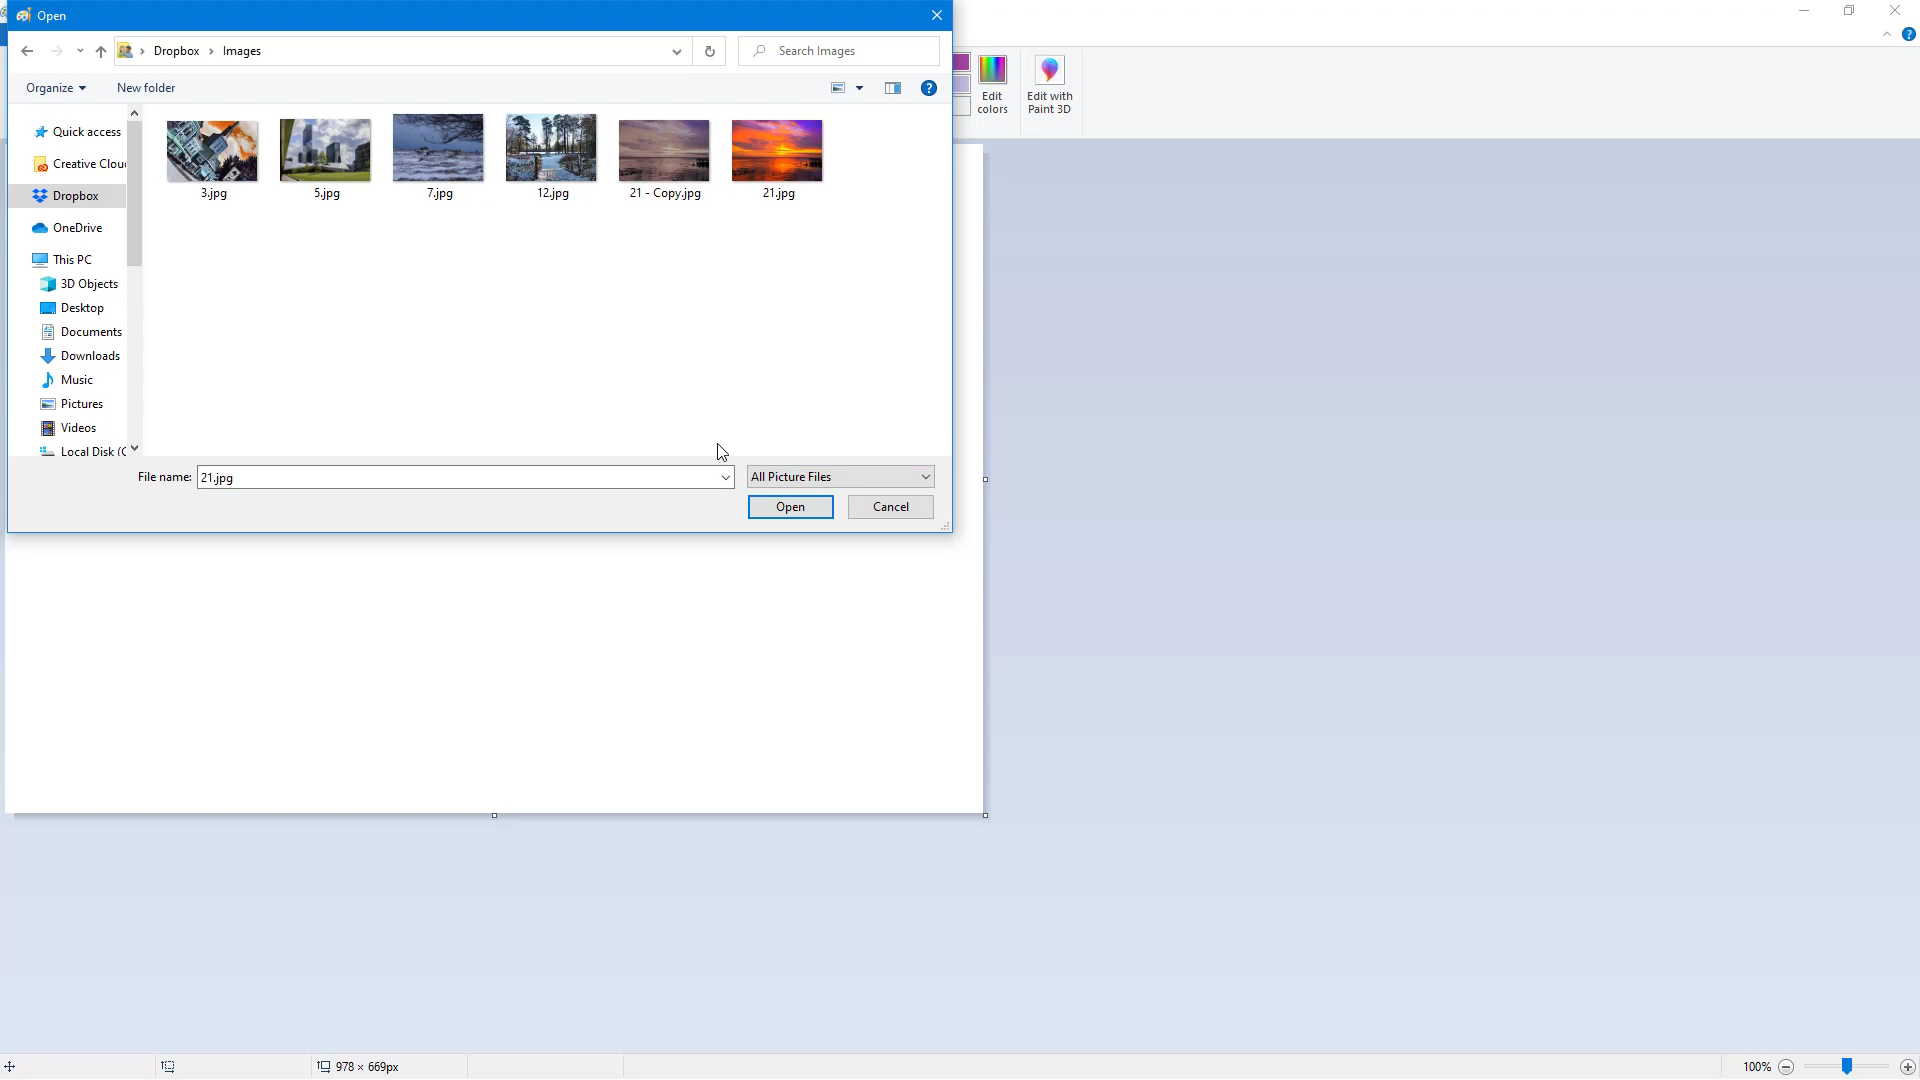 Open
Dropbox
Images
Search Images
Organize
New folder
Edit
colors
Edit with
Paint 3D
Quick access
Creative Clou
Dropbox
OneDrive
This PC
3D Objects
Desktop
Documents
Downloads
Music
Pictures
Videos
Local Disk (C
3.jpg
5.jpg
7.jpg
12.jpg
21 - Copy.jpg
21.jpg
File name:
21.jpg
All Picture Files
Open
Cancel
978 × 669px
100%